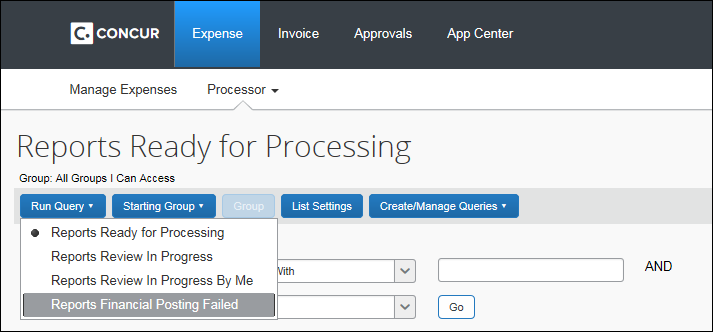 C. CONCUR Expense Invoice Approvals App Center
Manage Expenses Processor
Reports Ready for Processing
Group: All Groups I Can Access
Run Query Starting Group Group List Settings Create/Manage Queries
Reports Ready for Processing
Reports Review In Progress
With AND
Reports Review In Progress By Me
Reports Financial Posting Failed
Go